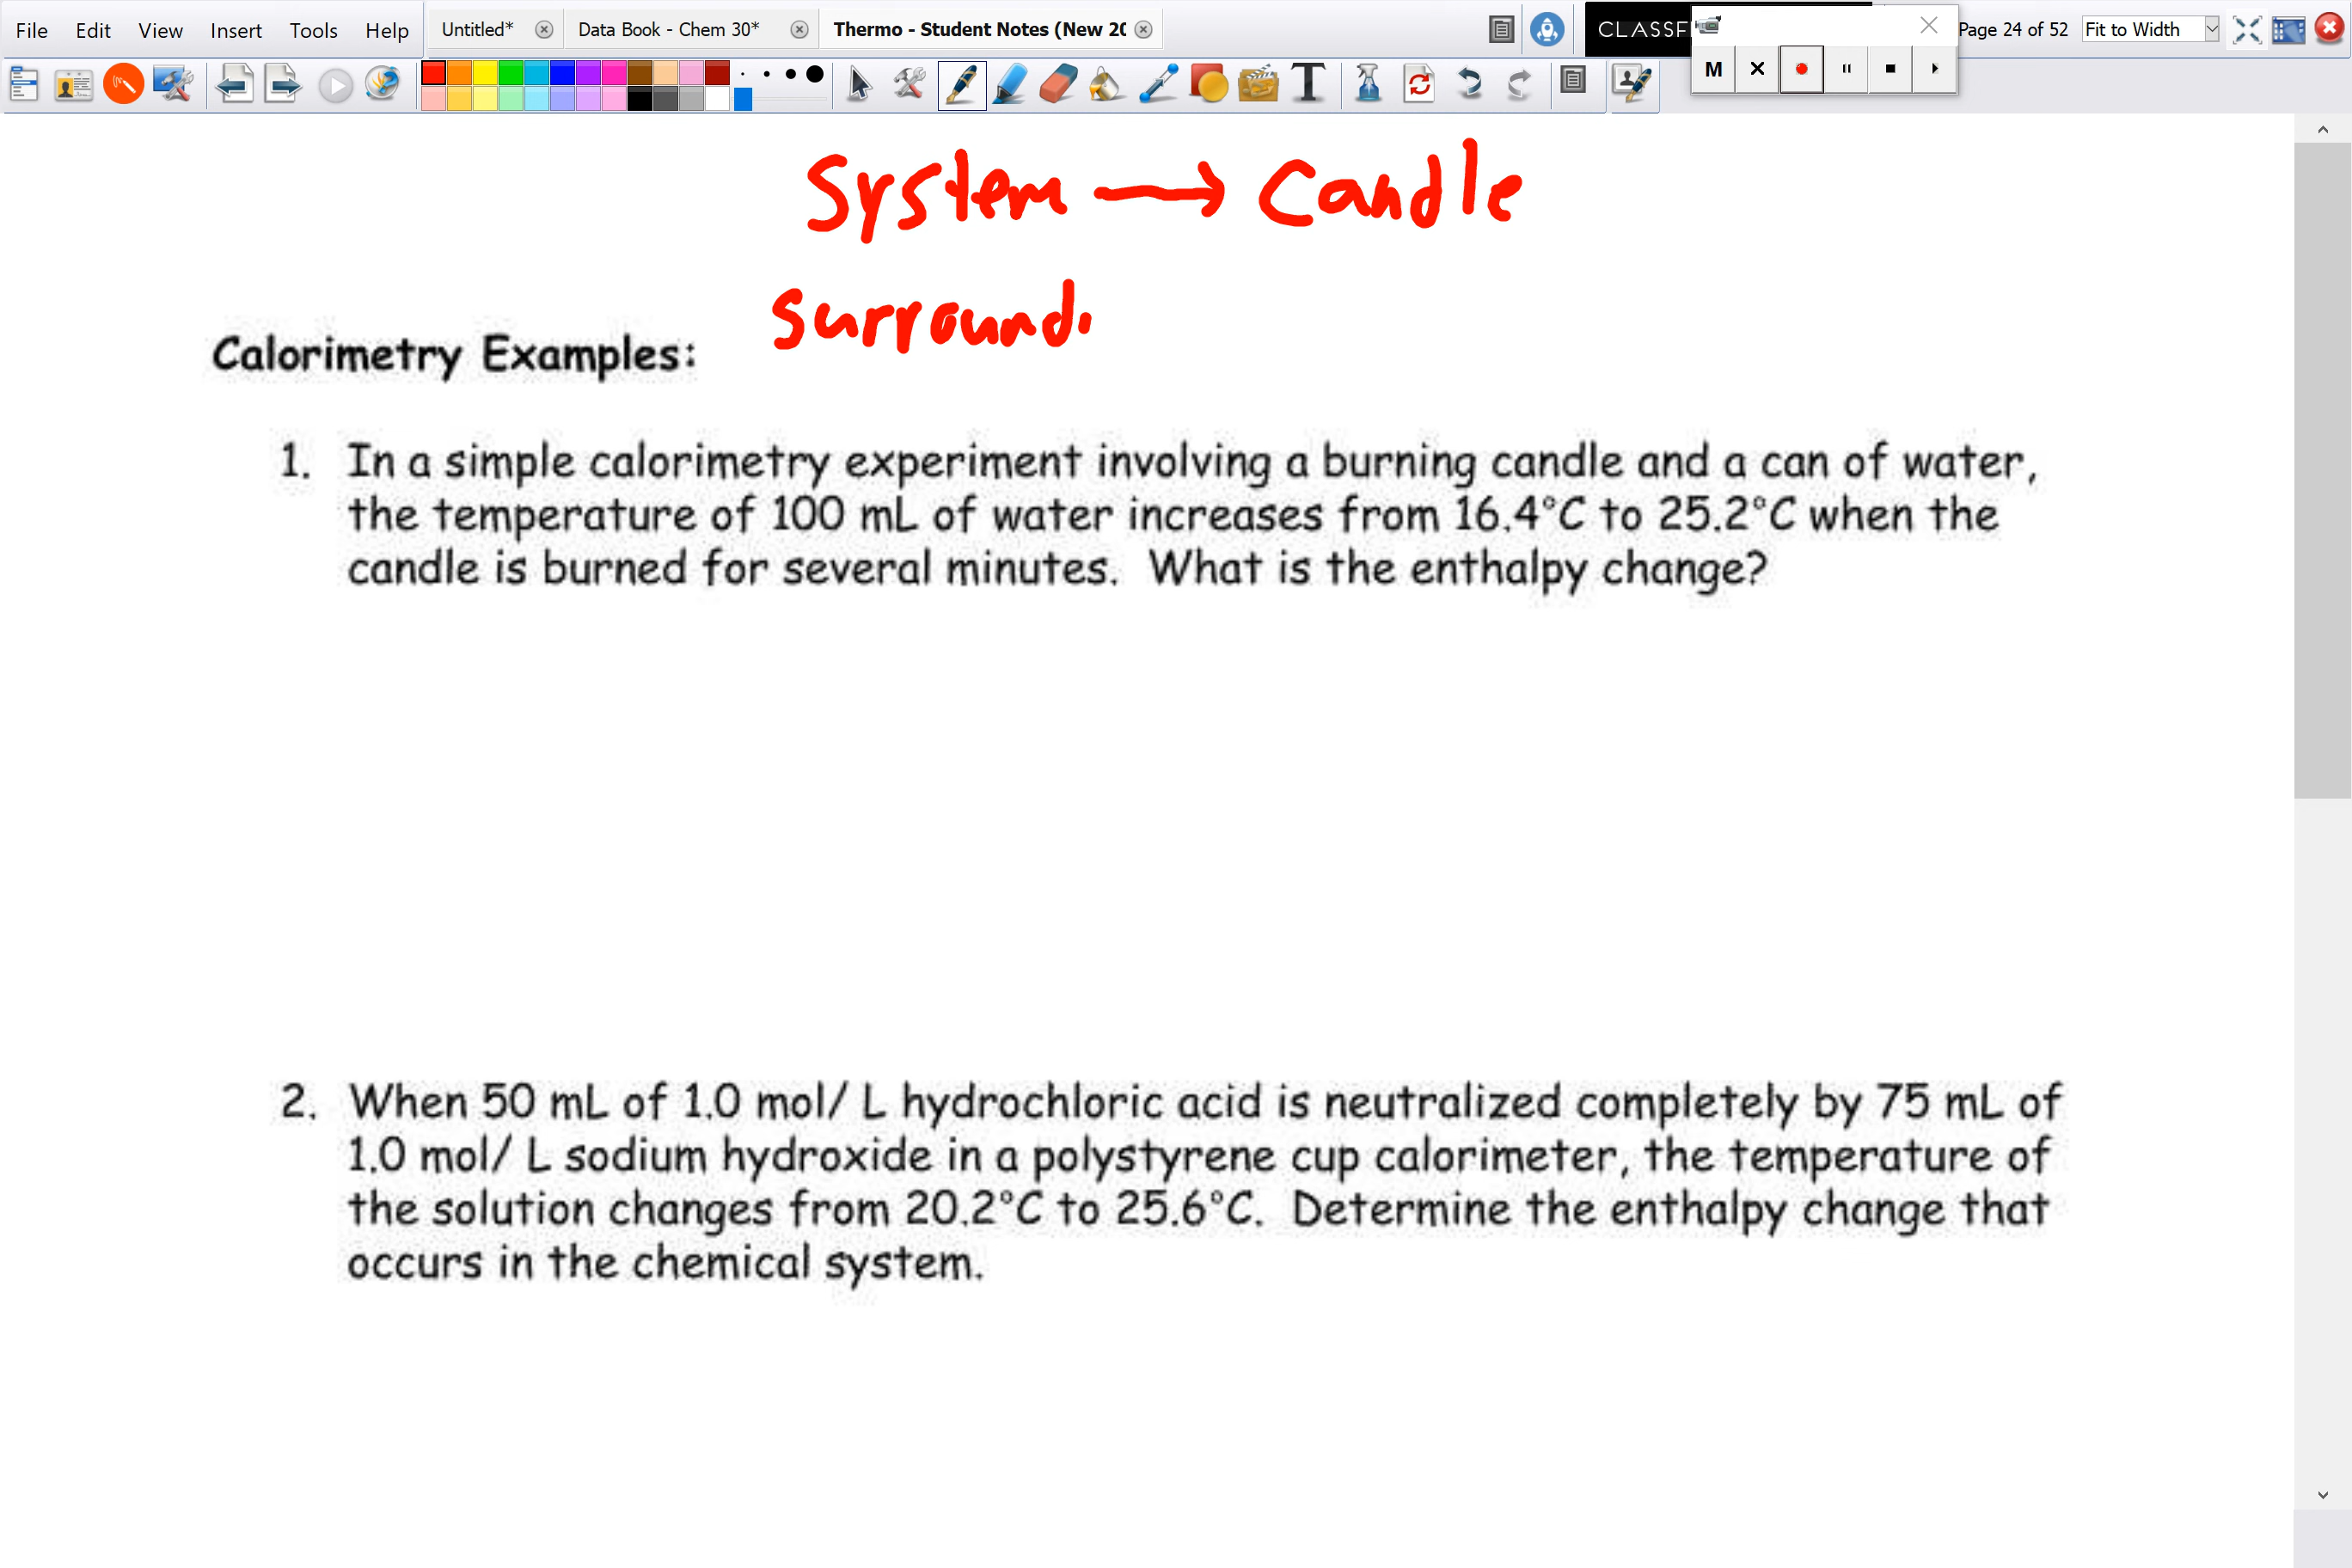 File Edit View Insert Tools Help Untitled* Data Book - Chem 30* Thermo - Student Notes (New 20 CLASSF Page 24 of 52 Fit to Width
M
T
System → Candle
Surround
Calorimetry Examples:
1. In a simple calorimetry experiment involving a burning candle and a can of water,
the temperature of 100 mL of water increases from 16.4°C to 25.2°C when the
candle is burned for several minutes. What is the enthalpy change?
2. When 50 mL of 1.0 mol/ L hydrochloric acid is neutralized completely by 75 mL of
1.0 mol/ L sodium hydroxide in a polystyrene cup calorimeter, the temperature of
the solution changes from 20.2°C to 25.6°C. Determine the enthalpy change that
occurs in the chemical system.